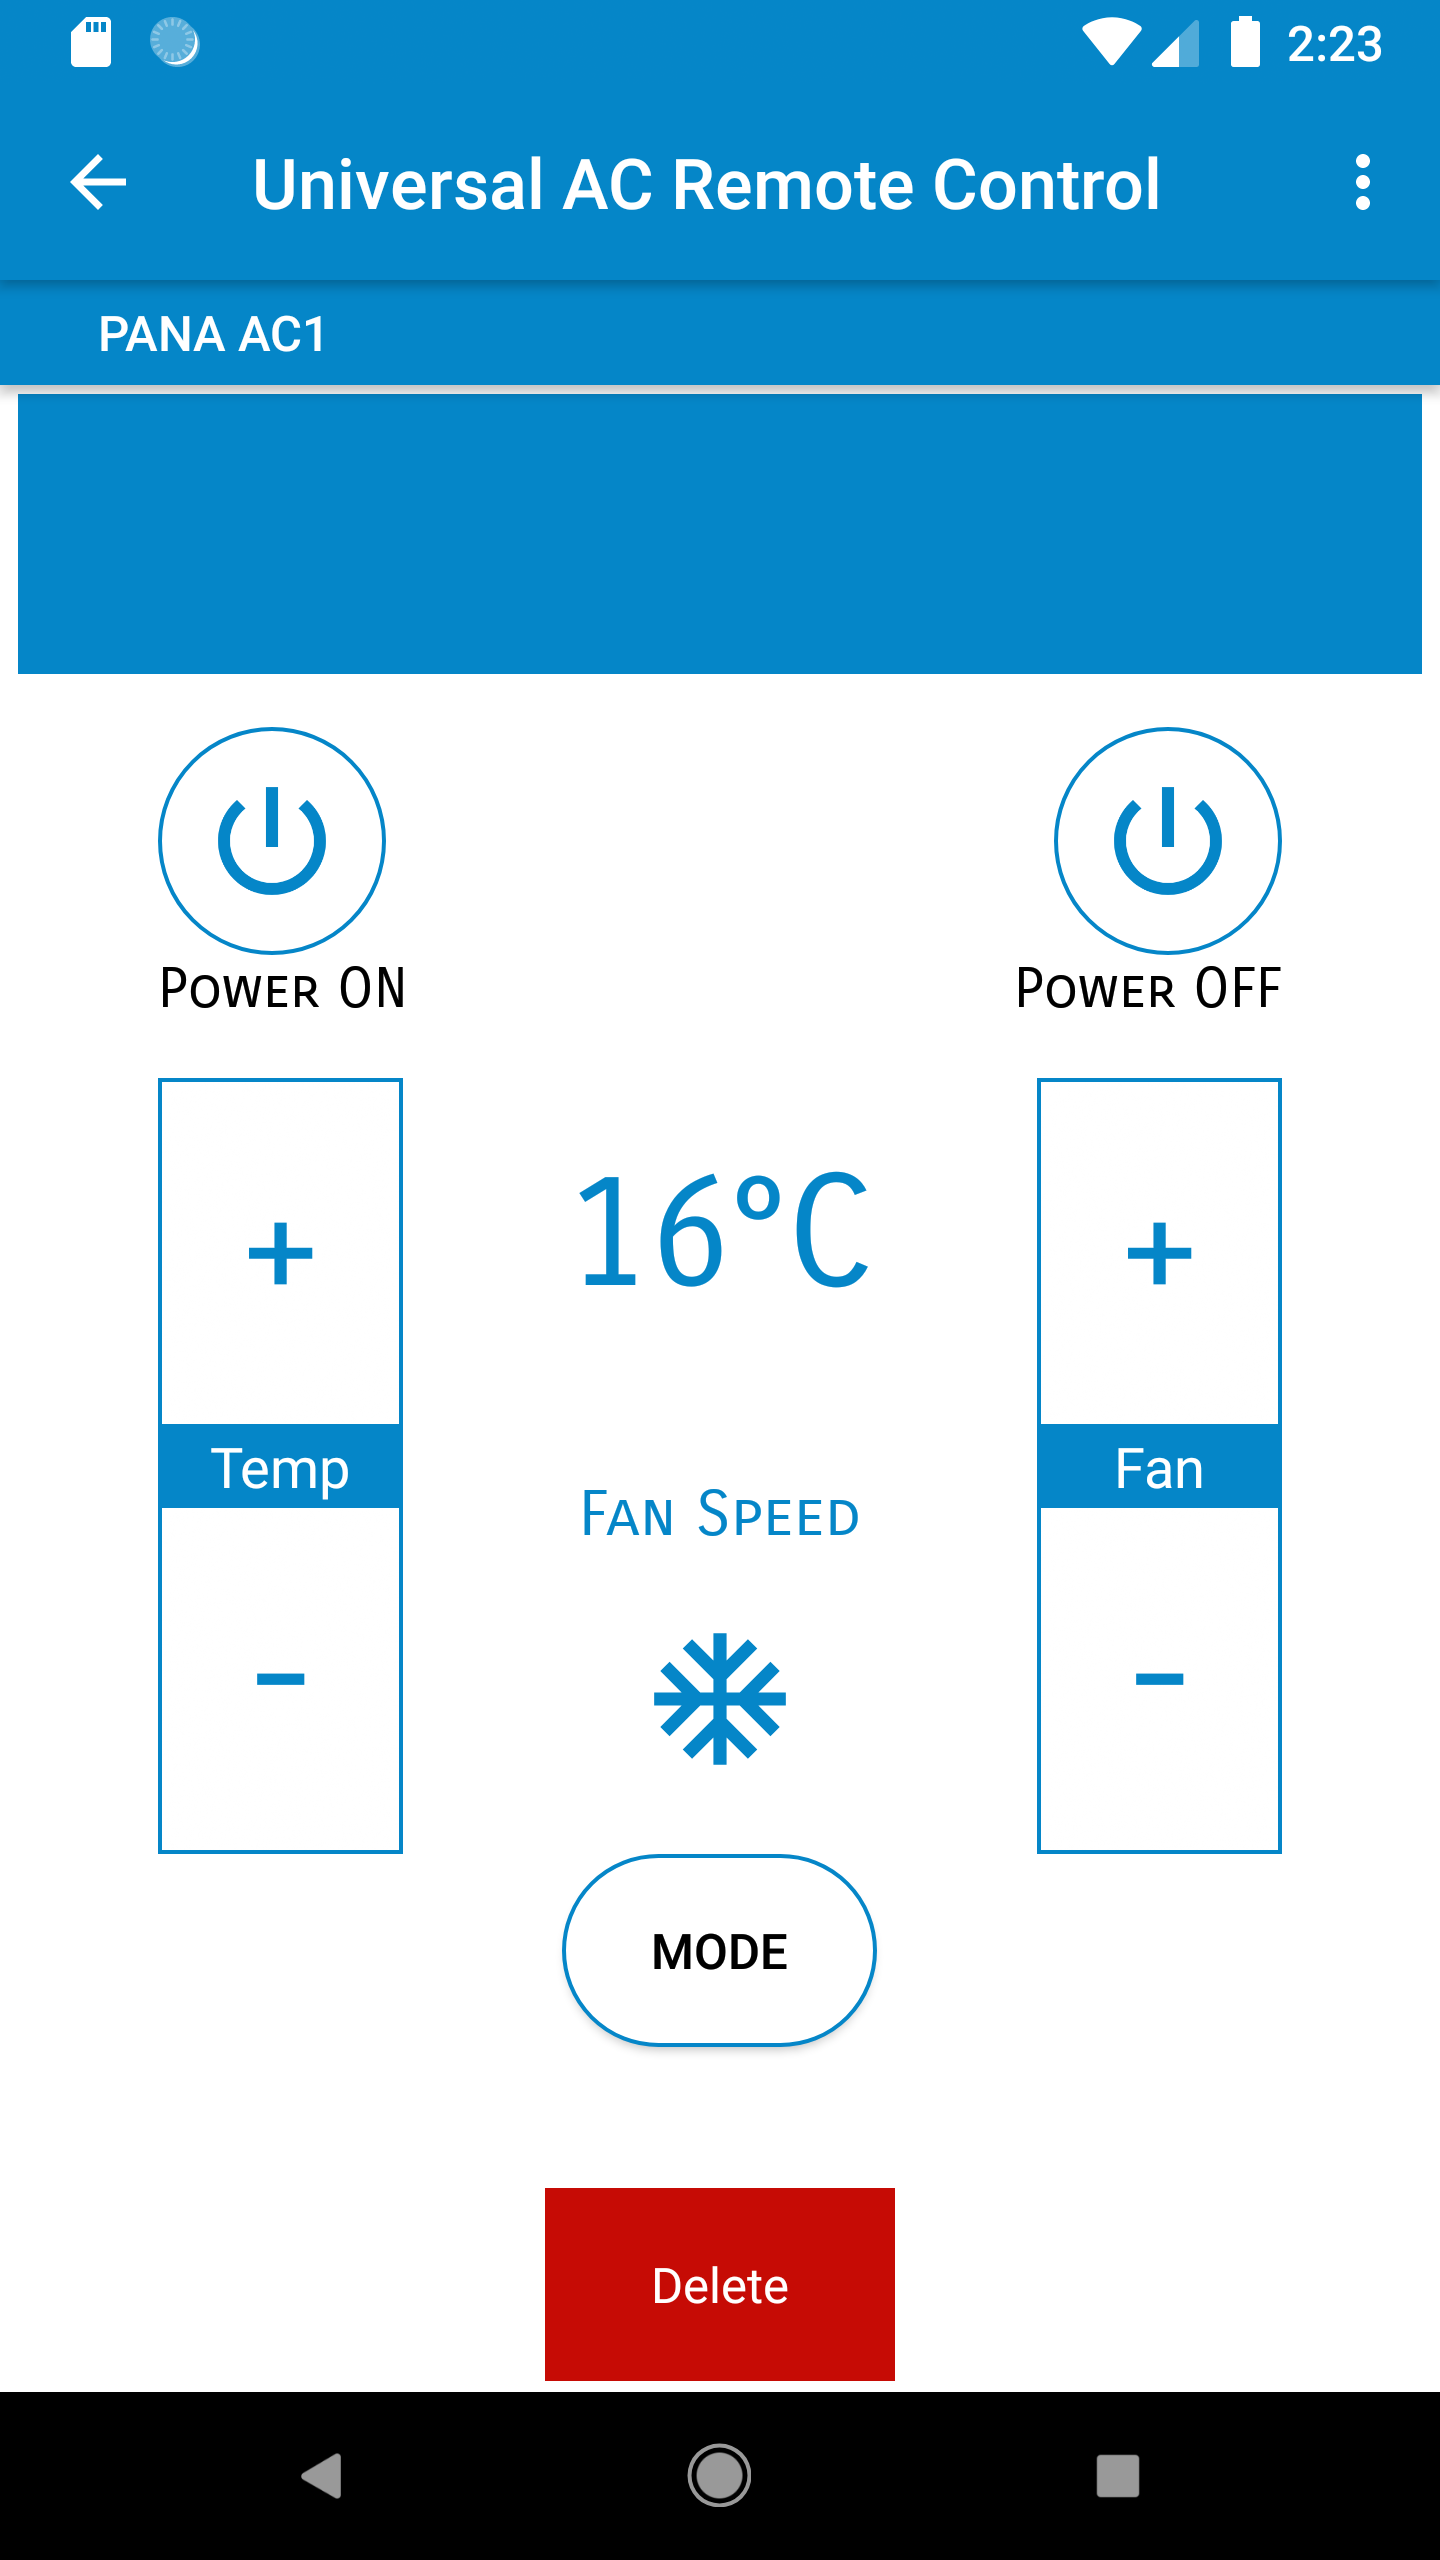 2:23
Universal AC Remote Control
PANA AC1
Power ON
Power OFF
+
+
16°C
Temp
Fan
Fan Speed
-
-
MODE
Delete